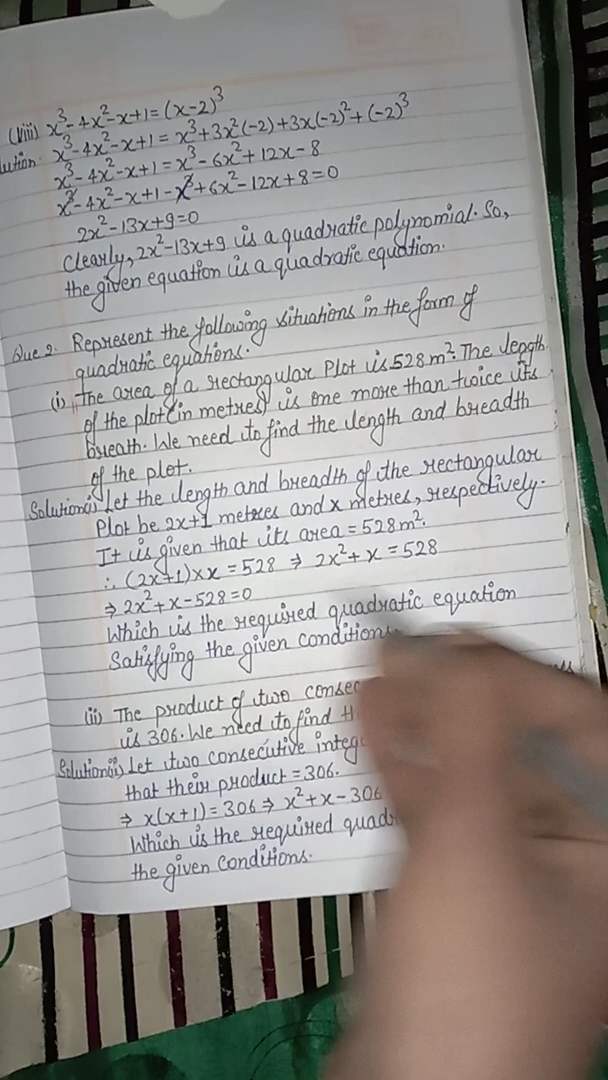 (viii) x³-4x²-x+1=(x-2)³
lution: x³-4x²-x+1=x³+3x²(-2)+3x(-2)²+(-2)³
x³-4x²-x+1=x³-6x²+12x-8
x³-4x²-x+1-x³+6x²-12x+8=0
2x²-13x+9=0
Clearly, 2x²-13x+9 is a quadratic polynomial. So,
the given equation is a quadratic equation.
Que 2. Represent the following situations in the form of
quadratic equations.
(i) The area of a rectangular Plot is 528m². The length
of the plot (in metres) is one more than twice its
breath. We need to find the length and breadth
of the plot.
Solution(i) Let the length and breadth of the rectangular
Plot be 2x+1 metres and x metres, respectively.
It is given that its area=528m².
∴ (2x+1)×x=528 ⇒ 2x²+x=528
⇒ 2x²+x-528=0
Which is the required quadratic equation
Satisfying the given conditions.
(ii) The product of two consec
is 306. We need to find
Solution(ii) Let two consecutive integ
that their product=306.
⇒ x(x+1)=306 ⇒ x²+x-306
Which is the required quad
the given conditions.